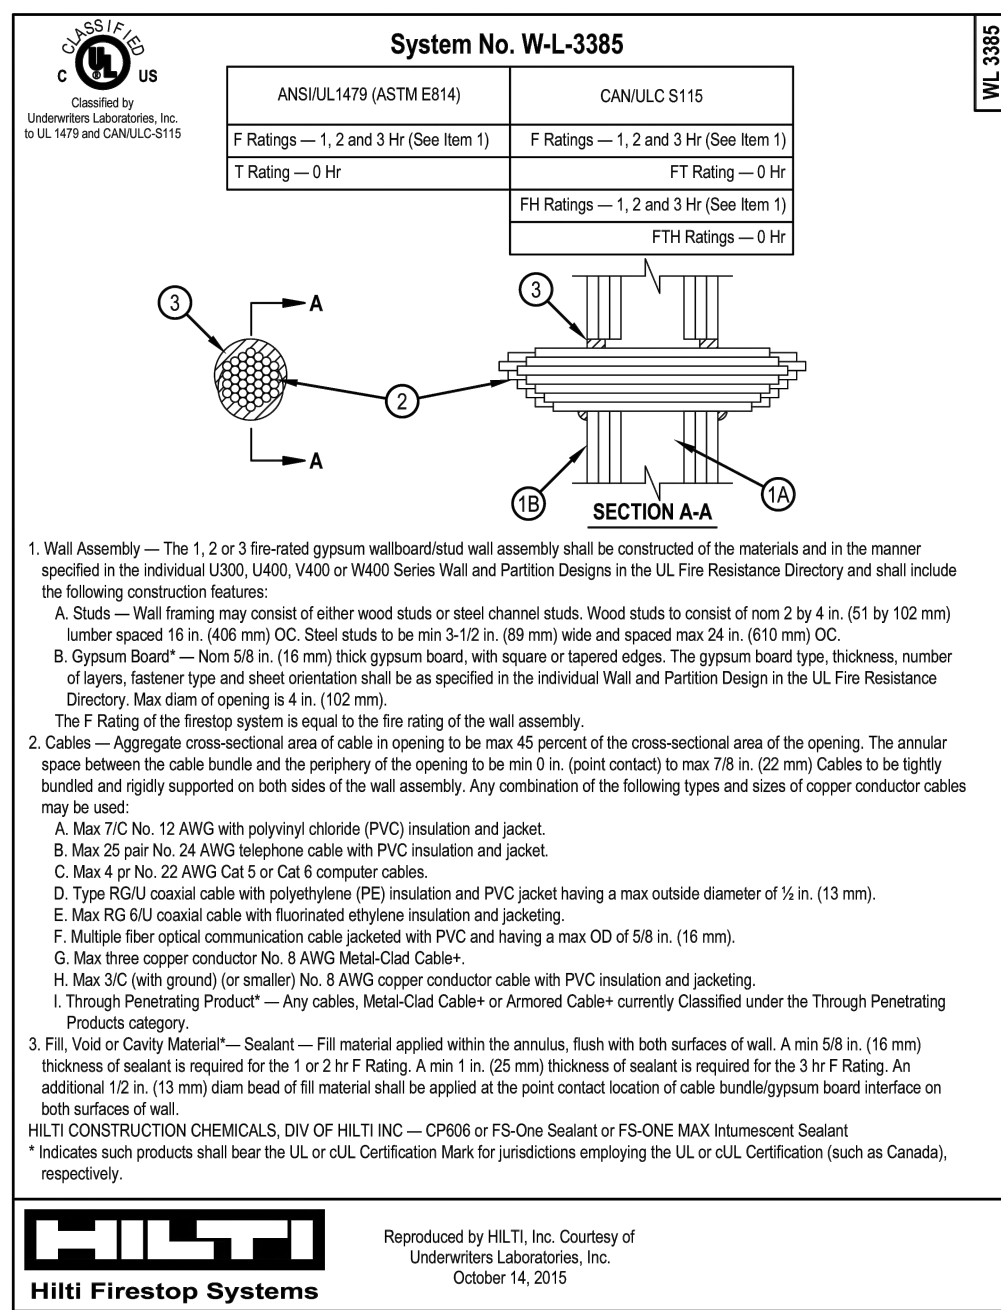 CLASSIFIED
UL
C US
Classified by
Underwriters Laboratories, Inc.
to UL 1479 and CAN/ULC-S115
System No. W-L-3385
WL 3385
ANSI/UL1479 (ASTM E814)
CAN/ULC S115
F Ratings — 1, 2 and 3 Hr (See Item 1)
F Ratings — 1, 2 and 3 Hr (See Item 1)
T Rating — 0 Hr
FT Rating — 0 Hr
FH Ratings — 1, 2 and 3 Hr (See Item 1)
FTH Ratings — 0 Hr
3
A
3
2
A
1B
SECTION A-A
1A
1. Wall Assembly — The 1, 2 or 3 fire-rated gypsum wallboard/stud wall assembly shall be constructed of the materials and in the manner
specified in the individual U300, U400, V400 or W400 Series Wall and Partition Designs in the UL Fire Resistance Directory and shall include
the following construction features:
A. Studs — Wall framing may consist of either wood studs or steel channel studs. Wood studs to consist of nom 2 by 4 in. (51 by 102 mm)
lumber spaced 16 in. (406 mm) OC. Steel studs to be min 3-1/2 in. (89 mm) wide and spaced max 24 in. (610 mm) OC.
B. Gypsum Board* — Nom 5/8 in. (16 mm) thick gypsum board, with square or tapered edges. The gypsum board type, thickness, number
of layers, fastener type and sheet orientation shall be as specified in the individual Wall and Partition Design in the UL Fire Resistance
Directory. Max diam of opening is 4 in. (102 mm).
The F Rating of the firestop system is equal to the fire rating of the wall assembly.
2. Cables — Aggregate cross-sectional area of cable in opening to be max 45 percent of the cross-sectional area of the opening. The annular
space between the cable bundle and the periphery of the opening to be min 0 in. (point contact) to max 7/8 in. (22 mm) Cables to be tightly
bundled and rigidly supported on both sides of the wall assembly. Any combination of the following types and sizes of copper conductor cables
may be used:
A. Max 7/C No. 12 AWG with polyvinyl chloride (PVC) insulation and jacket.
B. Max 25 pair No. 24 AWG telephone cable with PVC insulation and jacket.
C. Max 4 pr No. 22 AWG Cat 5 or Cat 6 computer cables.
D. Type RG/U coaxial cable with polyethylene (PE) insulation and PVC jacket having a max outside diameter of ½ in. (13 mm).
E. Max RG 6/U coaxial cable with fluorinated ethylene insulation and jacketing.
F. Multiple fiber optical communication cable jacketed with PVC and having a max OD of 5/8 in. (16 mm).
G. Max three copper conductor No. 8 AWG Metal-Clad Cable+.
H. Max 3/C (with ground) (or smaller) No. 8 AWG copper conductor cable with PVC insulation and jacketing.
I. Through Penetrating Product* — Any cables, Metal-Clad Cable+ or Armored Cable+ currently Classified under the Through Penetrating
Products category.
3. Fill, Void or Cavity Material*— Sealant — Fill material applied within the annulus, flush with both surfaces of wall. A min 5/8 in. (16 mm)
thickness of sealant is required for the 1 or 2 hr F Rating. A min 1 in. (25 mm) thickness of sealant is required for the 3 hr F Rating. An
additional 1/2 in. (13 mm) diam bead of fill material shall be applied at the point contact location of cable bundle/gypsum board interface on
both surfaces of wall.
HILTI CONSTRUCTION CHEMICALS, DIV OF HILTI INC — CP606 or FS-One Sealant or FS-ONE MAX Intumescent Sealant
* Indicates such products shall bear the UL or cUL Certification Mark for jurisdictions employing the UL or cUL Certification (such as Canada),
respectively.
HILTI
Hilti Firestop Systems
Reproduced by HILTI, Inc. Courtesy of
Underwriters Laboratories, Inc.
October 14, 2015